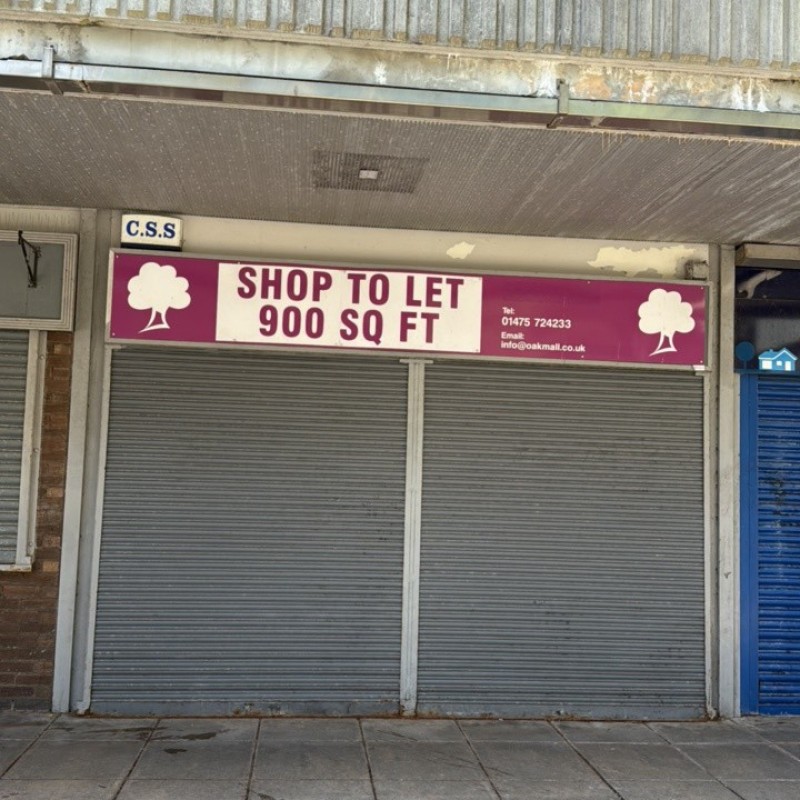 C.S.S
SHOP TO LET
900 SQ FT
Tel:
01475 724233
Email:
info@oakmall.co.uk